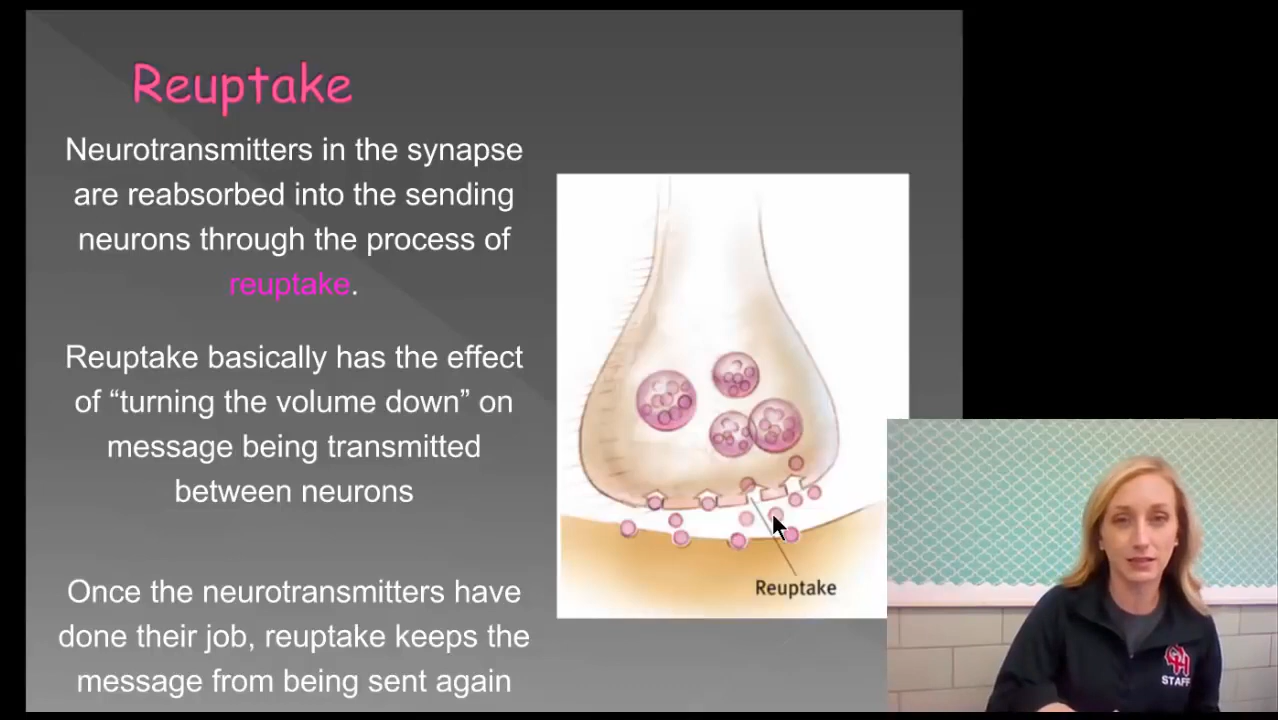 Reuptake
Neurotransmitters in the synapse
are reabsorbed into the sending
neurons through the process of
reuptake.
Reuptake basically has the effect
of “turning the volume down” on
message being transmitted
between neurons
Once the neurotransmitters have
done their job, reuptake keeps the
message from being sent again
Reuptake
STAFF